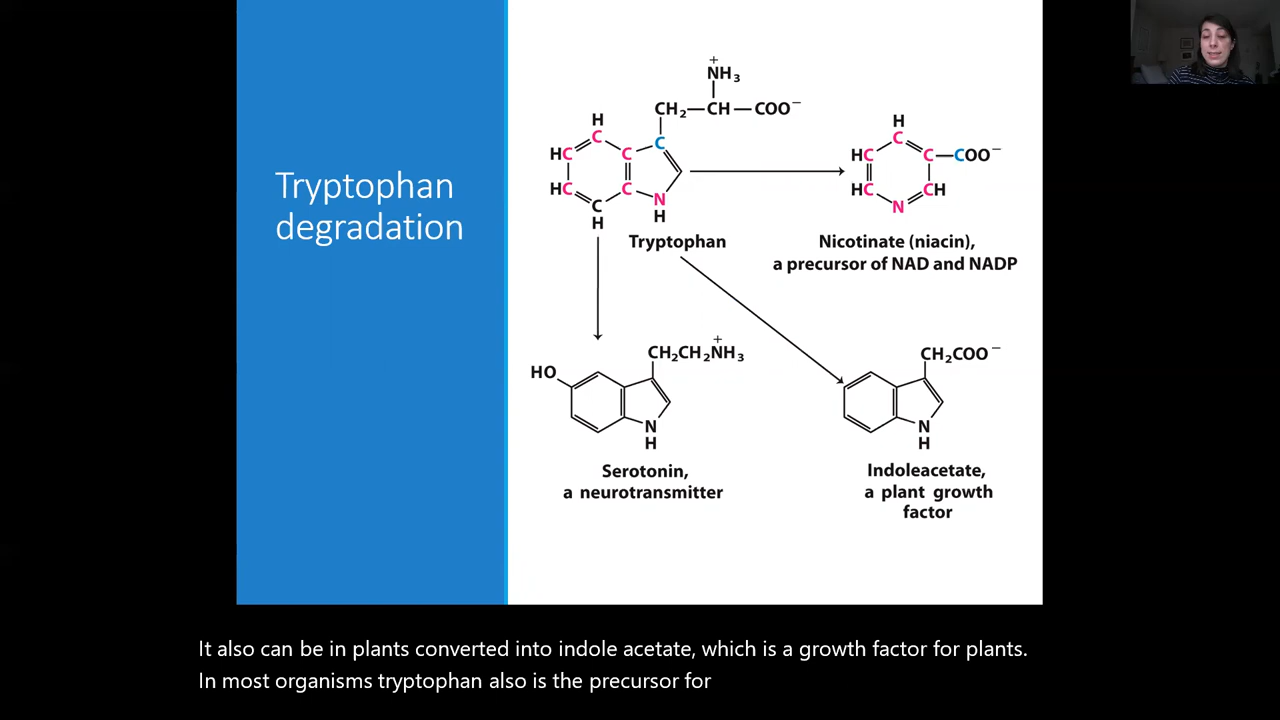 Tryptophan
degradation
+
NH₃
CH₂—CH—COO⁻
H
HC
C
C
C
HC
C
N
C
H
H
Tryptophan
H
C
HC
C—COO⁻
HC
CH
N
Nicotinate (niacin),
a precursor of NAD and NADP
+
CH₂CH₂NH₃
HO
N
H
Serotonin,
a neurotransmitter
CH₂COO⁻
N
H
Indoleacetate,
a plant growth
factor
It also can be in plants converted into indole acetate, which is a growth factor for plants.
In most organisms tryptophan also is the precursor for